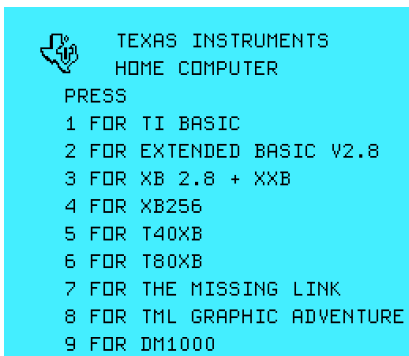 TEXAS INSTRUMENTS
HOME COMPUTER
PRESS
1 FOR TI BASIC
2 FOR EXTENDED BASIC V2.8
3 FOR XB 2.8 + XXB
4 FOR XB256
5 FOR T40XB
6 FOR T80XB
7 FOR THE MISSING LINK
8 FOR TML GRAPHIC ADVENTURE
9 FOR DM1000